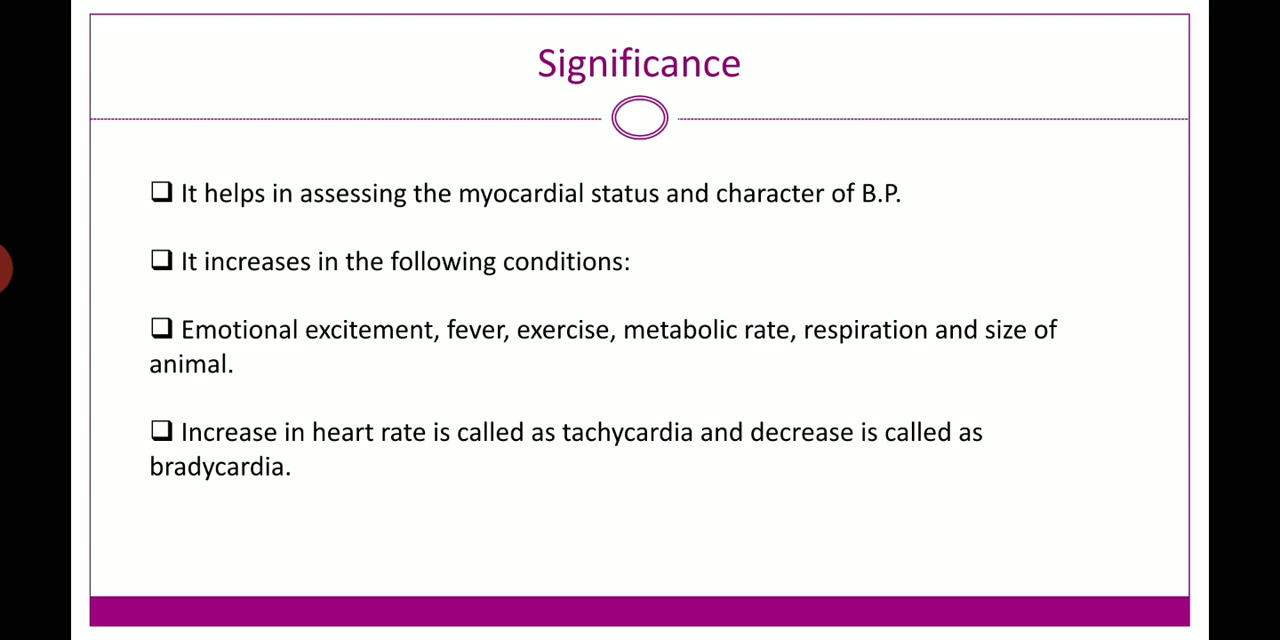 Significance
❑ It helps in assessing the myocardial status and character of B.P.
❑ It increases in the following conditions:
❑ Emotional excitement, fever, exercise, metabolic rate, respiration and size of
animal.
❑ Increase in heart rate is called as tachycardia and decrease is called as
bradycardia.